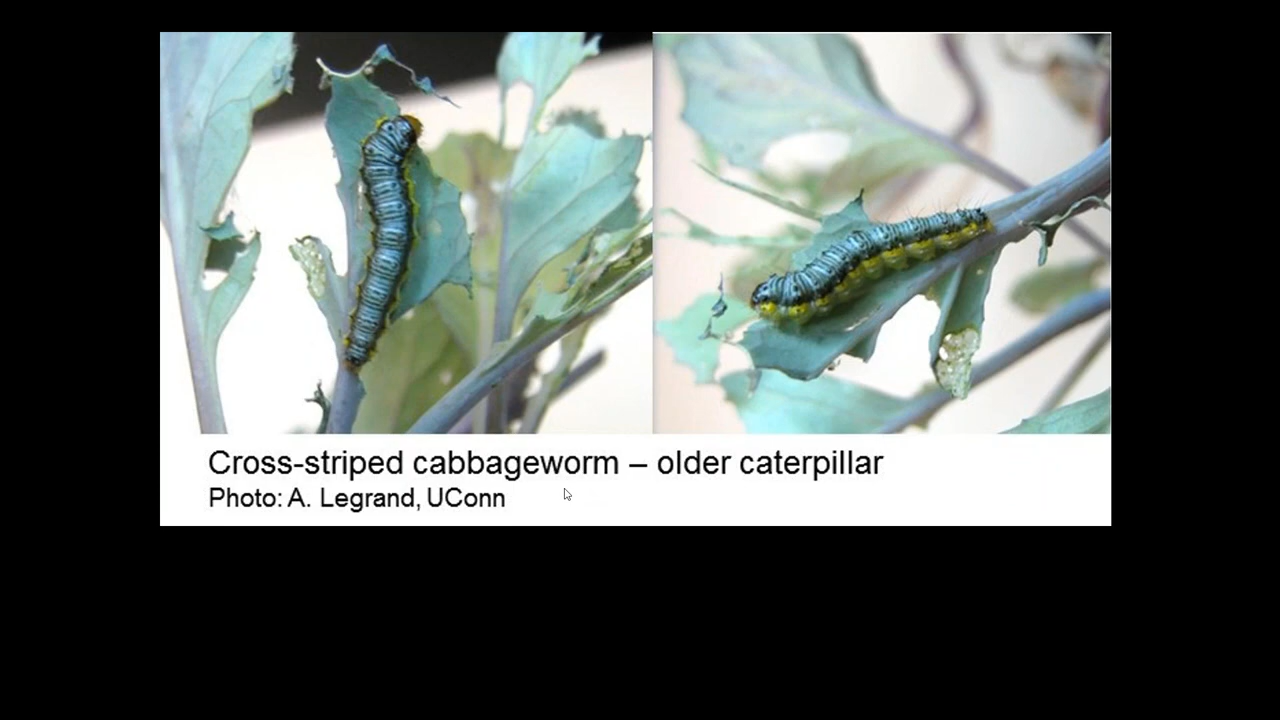 Cross-striped cabbageworm – older caterpillar
Photo: A. Legrand, UConn